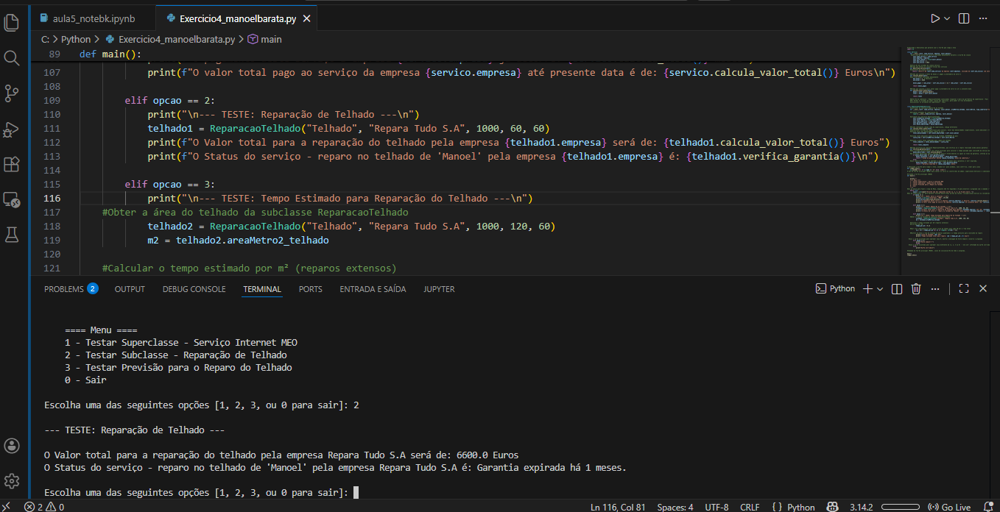 aula5_notebk.ipynb
Exercicio4_manoelbarata.py
C: > Python > Exercicio4_manoelbarata.py > main
89 def main():
107 print(f"O valor total pago ao serviço da empresa {servico.empresa} até presente data é de: {servico.calcula_valor_total()} Euros\n")
108
109 elif opcao == 2:
110 print("\n--- TESTE: Reparação de Telhado ---\n")
111 telhado1 = ReparacaoTelhado("Telhado", "Repara Tudo S.A", 1000, 60, 60)
112 print(f"O Valor total para a reparação do telhado pela empresa {telhado1.empresa} será de: {telhado1.calcula_valor_total()} Euros")
113 print(f"O Status do serviço - reparo no telhado de 'Manoel' pela empresa {telhado1.empresa} é: {telhado1.verifica_garantia()}\n")
114
115 elif opcao == 3:
116 print("\n--- TESTE: Tempo Estimado para Reparação do Telhado ---\n")
117 #Obter a área do telhado da subclasse ReparacaoTelhado
118 telhado2 = ReparacaoTelhado("Telhado", "Repara Tudo S.A", 1000, 120, 60)
119 m2 = telhado2.areaMetro2_telhado
120
121 #Calcular o tempo estimado por m² (reparos extensos)
PROBLEMS 2 OUTPUT DEBUG CONSOLE TERMINAL PORTS ENTRADA E SAÍDA JUPYTER Python
==== Menu ====
1 - Testar Superclasse - Serviço Internet MEO
2 - Testar Subclasse - Reparação de Telhado
3 - Testar Previsão para o Reparo do Telhado
0 - Sair
Escolha uma das seguintes opções [1, 2, 3, ou 0 para sair]: 2
--- TESTE: Reparação de Telhado ---
O Valor total para a reparação do telhado pela empresa Repara Tudo S.A será de: 6600.0 Euros
O Status do serviço - reparo no telhado de 'Manoel' pela empresa Repara Tudo S.A é: Garantia expirada há 1 meses.
Escolha uma das seguintes opções [1, 2, 3, ou 0 para sair]:
2 0 Ln 116, Col 81 Spaces: 4 UTF-8 CRLF { } Python 3.14.2 Go Live